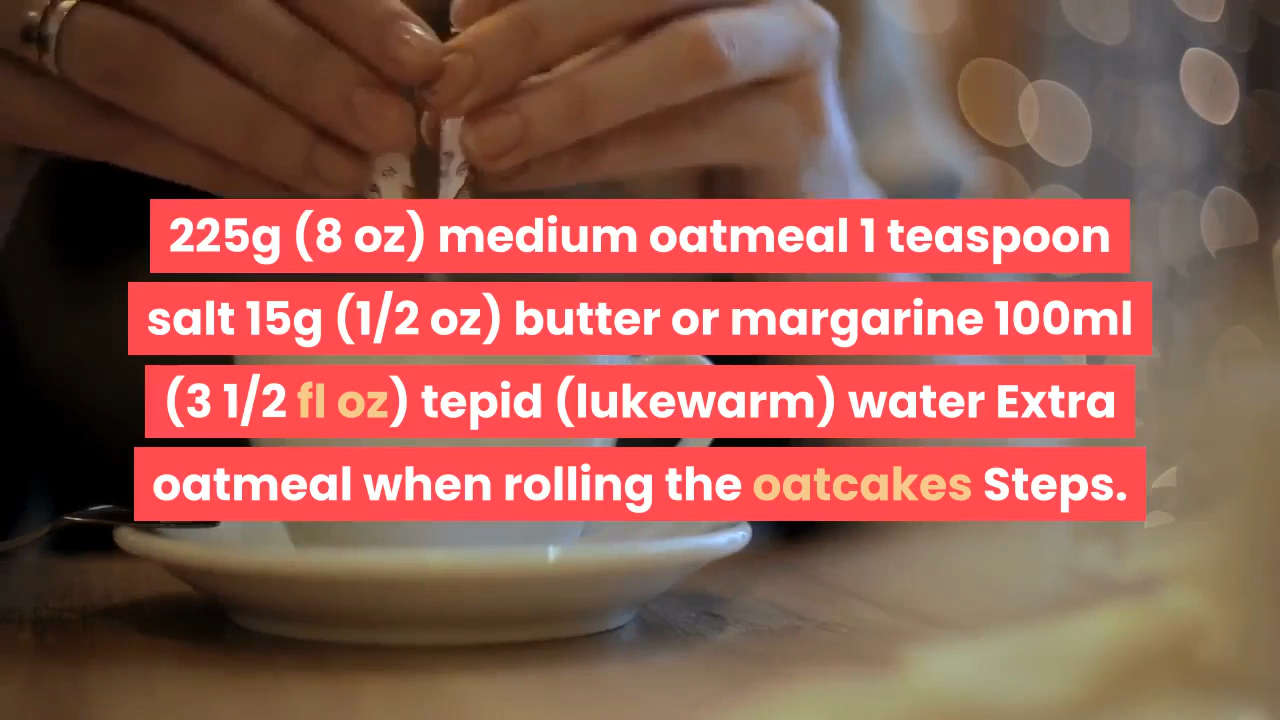 225g (8 oz) medium oatmeal 1 teaspoon
salt 15g (1/2 oz) butter or margarine 100ml
(3 1/2 fl oz) tepid (lukewarm) water Extra
oatmeal when rolling the oatcakes Steps.